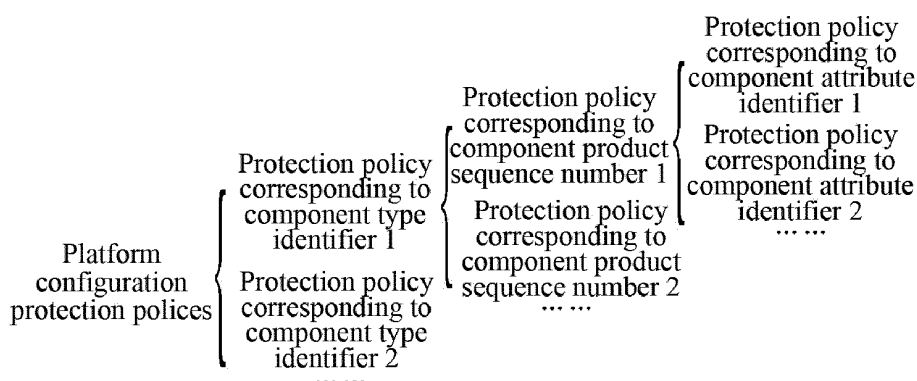 Platform
configuration
protection polices
Protection policy
corresponding to
component type
identifier 1
Protection policy
corresponding to
component type
identifier 2
... ...
Protection policy
corresponding to
component product
sequence number 1
Protection policy
corresponding to
component product
sequence number 2
... ...
Protection policy
corresponding to
component attribute
identifier 1
Protection policy
corresponding to
component attribute
identifier 2
... ...